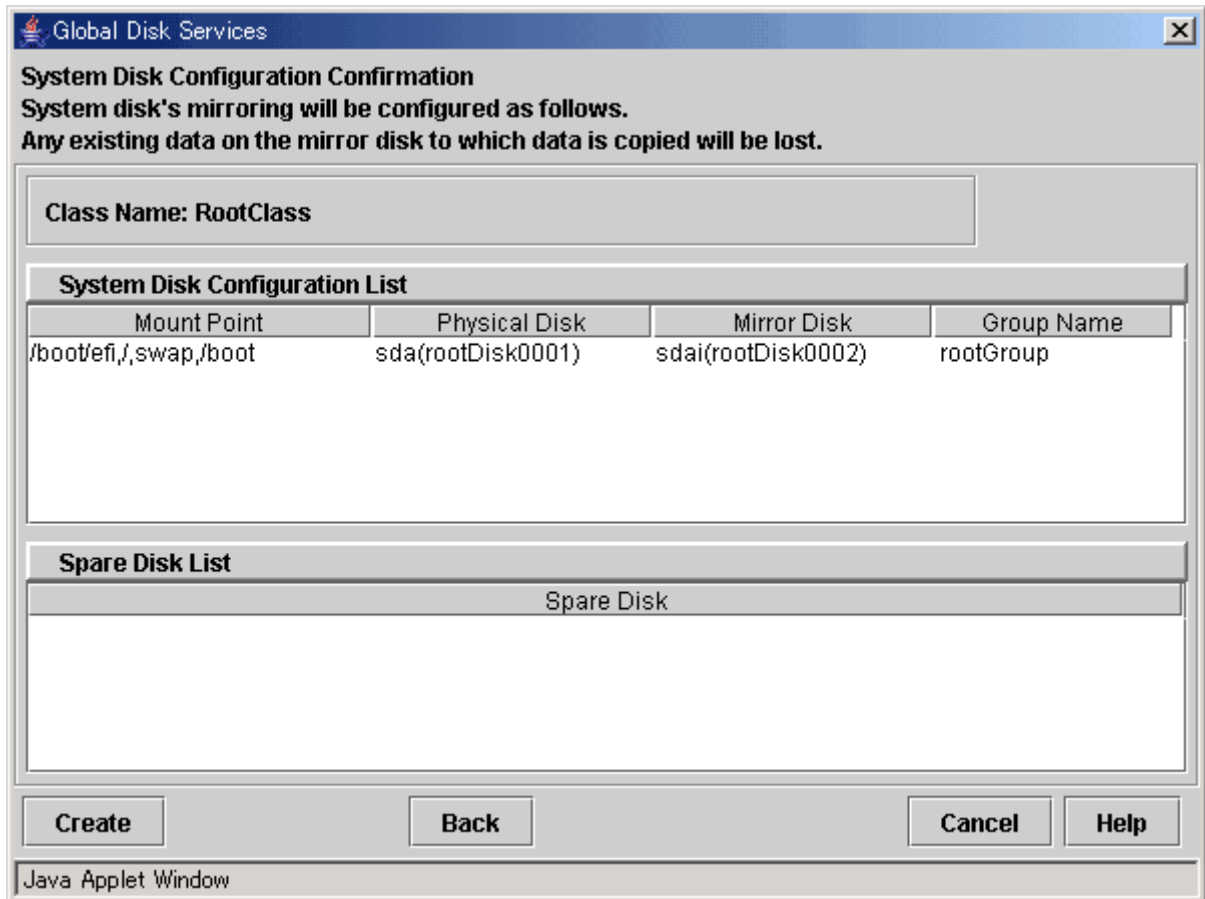 Global Disk Services
System Disk Configuration Confirmation
System disk's mirroring will be configured as follows.
Any existing data on the mirror disk to which data is copied will be lost.
Class Name: RootClass
System Disk Configuration List
Mount Point Physical Disk Mirror Disk Group Name
/boot/efi,/,swap,/boot sda(rootDisk0001) sdai(rootDisk0002) rootGroup
Spare Disk List
Spare Disk
Create Back Cancel Help
Java Applet Window